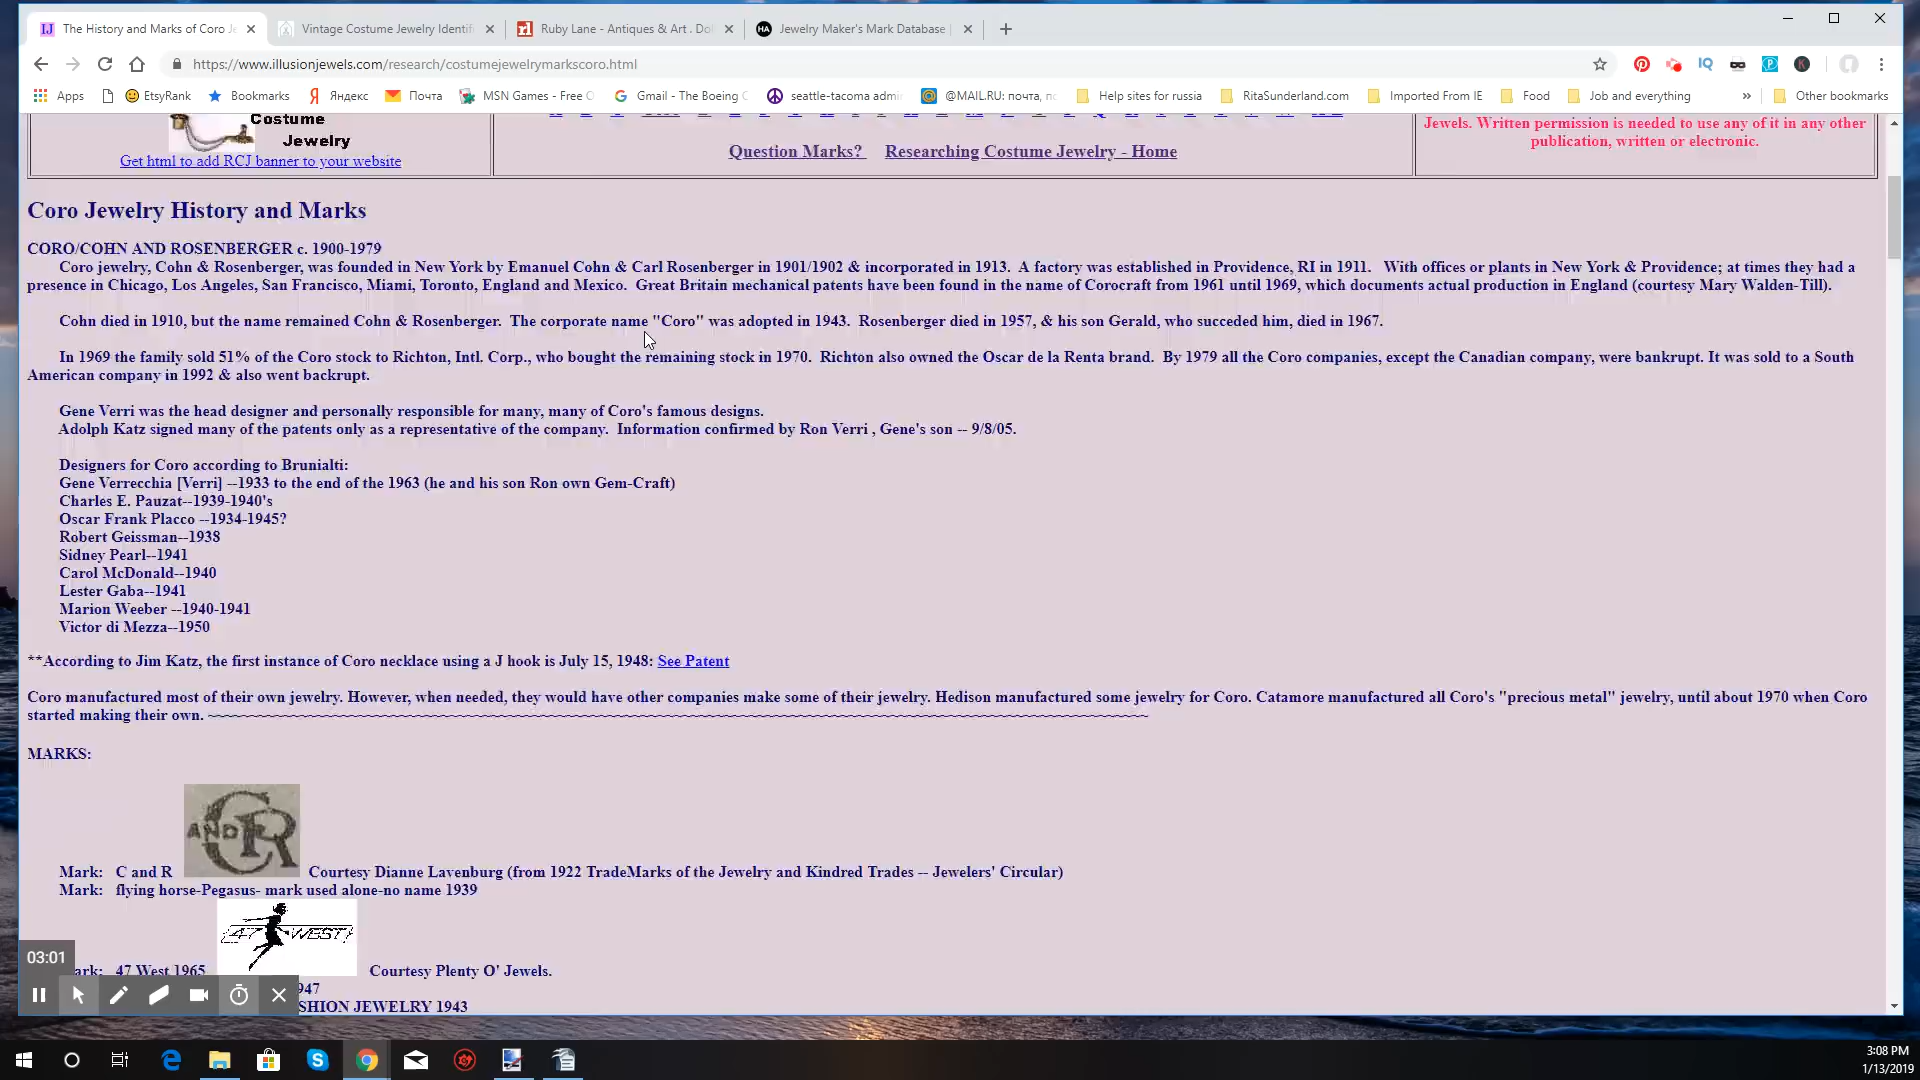 The History and Marks of Coro Je
Vintage Costume Jewelry Identifi
Ruby Lane - Antiques & Art . Dol
Jewelry Maker's Mark Database |
https://www.illusionjewels.com/research/costumejewelrymarkscoro.html
Apps
EtsyRank
Bookmarks
Яндекс
Почта
MSN Games - Free O
Gmail - The Boeing C
seattle-tacoma admi
@MAIL.RU: почта, по
Help sites for russia
RitaSunderland.com
Imported From IE
Food
Job and everything
»
Other bookmarks
Costume
Jewelry
Get html to add RCJ banner to your website
Question Marks?
Researching Costume Jewelry - Home
Jewels. Written permission is needed to use any of it in any other
publication, written or electronic.
Coro Jewelry History and Marks
CORO/COHN AND ROSENBERGER c. 1900-1979
Coro jewelry, Cohn & Rosenberger, was founded in New York by Emanuel Cohn & Carl Rosenberger in 1901/1902 & incorporated in 1913. A factory was established in Providence, RI in 1911. With offices or plants in New York & Providence; at times they had a
presence in Chicago, Los Angeles, San Francisco, Miami, Toronto, England and Mexico. Great Britain mechanical patents have been found in the name of Corocraft from 1961 until 1969, which documents actual production in England (courtesy Mary Walden-Till).
Cohn died in 1910, but the name remained Cohn & Rosenberger. The corporate name "Coro" was adopted in 1943. Rosenberger died in 1957, & his son Gerald, who succeded him, died in 1967.
In 1969 the family sold 51% of the Coro stock to Richton, Intl. Corp., who bought the remaining stock in 1970. Richton also owned the Oscar de la Renta brand. By 1979 all the Coro companies, except the Canadian company, were bankrupt. It was sold to a South
American company in 1992 & also went backrupt.
Gene Verri was the head designer and personally responsible for many, many of Coro's famous designs.
Adolph Katz signed many of the patents only as a representative of the company. Information confirmed by Ron Verri , Gene's son -- 9/8/05.
Designers for Coro according to Brunialti:
Gene Verrecchia [Verri] --1933 to the end of the 1963 (he and his son Ron own Gem-Craft)
Charles E. Pauzat--1939-1940's
Oscar Frank Placco --1934-1945?
Robert Geissman--1938
Sidney Pearl--1941
Carol McDonald--1940
Lester Gaba--1941
Marion Weeber --1940-1941
Victor di Mezza--1950
**According to Jim Katz, the first instance of Coro necklace using a J hook is July 15, 1948: See Patent
Coro manufactured most of their own jewelry. However, when needed, they would have other companies make some of their jewelry. Hedison manufactured some jewelry for Coro. Catamore manufactured all Coro's "precious metal" jewelry, until about 1970 when Coro
started making their own.
MARKS:
C AND R
Mark: C and R
Courtesy Dianne Lavenburg (from 1922 TradeMarks of the Jewelry and Kindred Trades -- Jewelers' Circular)
Mark: flying horse-Pegasus- mark used alone-no name 1939
47 WEST
ark: 47 West 1965
Courtesy Plenty O' Jewels.
947
SHION JEWELRY 1943
03:01
3:08 PM
1/13/2019